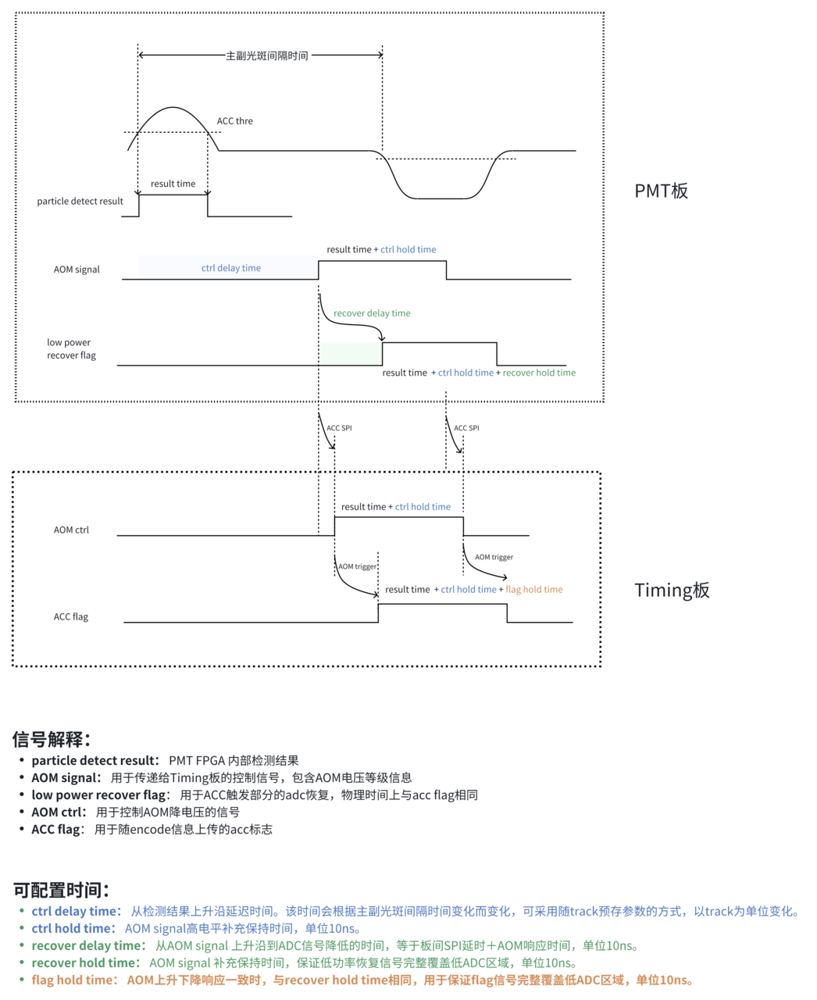 主副光斑间隔时间
ACC thre
result time
particle detect result
PMT板
result time + ctrl hold time
ctrl delay time
AOM signal
recover delay time
low power
recover flag
result time + ctrl hold time + recover hold time
ACC SPI
ACC SPI
result time + ctrl hold time
AOM ctrl
AOM trigger
AOM trigger
result time + ctrl hold time + flag hold time
Timing板
ACC flag
信号解释：
• particle detect result： PMT FPGA 内部检测结果
• AOM signal： 用于传递给Timing板的控制信号，包含AOM电压等级信息
• low power recover flag： 用于ACC触发部分的adc恢复，物理时间上与acc flag相同
• AOM ctrl： 用于控制AOM降电压的信号
• ACC flag： 用于随encode信息上传的acc标志
可配置时间：
• ctrl delay time： 从检测结果上升沿延迟时间。该时间会根据主副光斑间隔时间变化而变化，可采用随track预存参数的方式，以track为单位变化。
• ctrl hold time： AOM signal高电平补充保持时间，单位10ns。
• recover delay time： 从AOM signal 上升沿到ADC信号降低的时间，等于板间SPI延时＋AOM响应时间，单位10ns。
• recover hold time： AOM signal 补充保持时间，保证低功率恢复信号完整覆盖低ADC区域，单位10ns。
• flag hold time： AOM上升下降响应一致时，与recover hold time相同，用于保证flag信号完整覆盖低ADC区域，单位10ns。